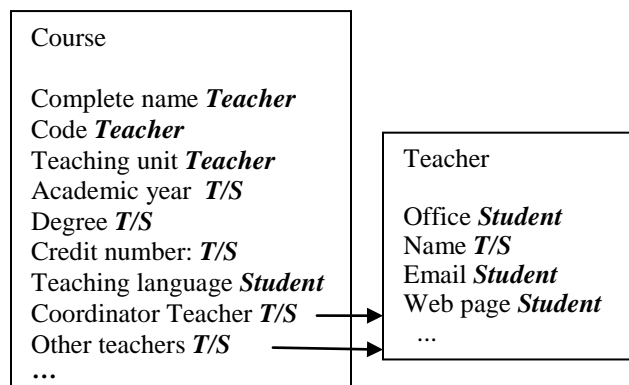 Course
Complete name Teacher
Code Teacher
Teaching unit Teacher
Academic year T/S
Degree T/S
Credit number: T/S
Teaching language Student
Coordinator Teacher T/S
Other teachers T/S
…
Teacher
Office Student
Name T/S
Email Student
Web page Student
...